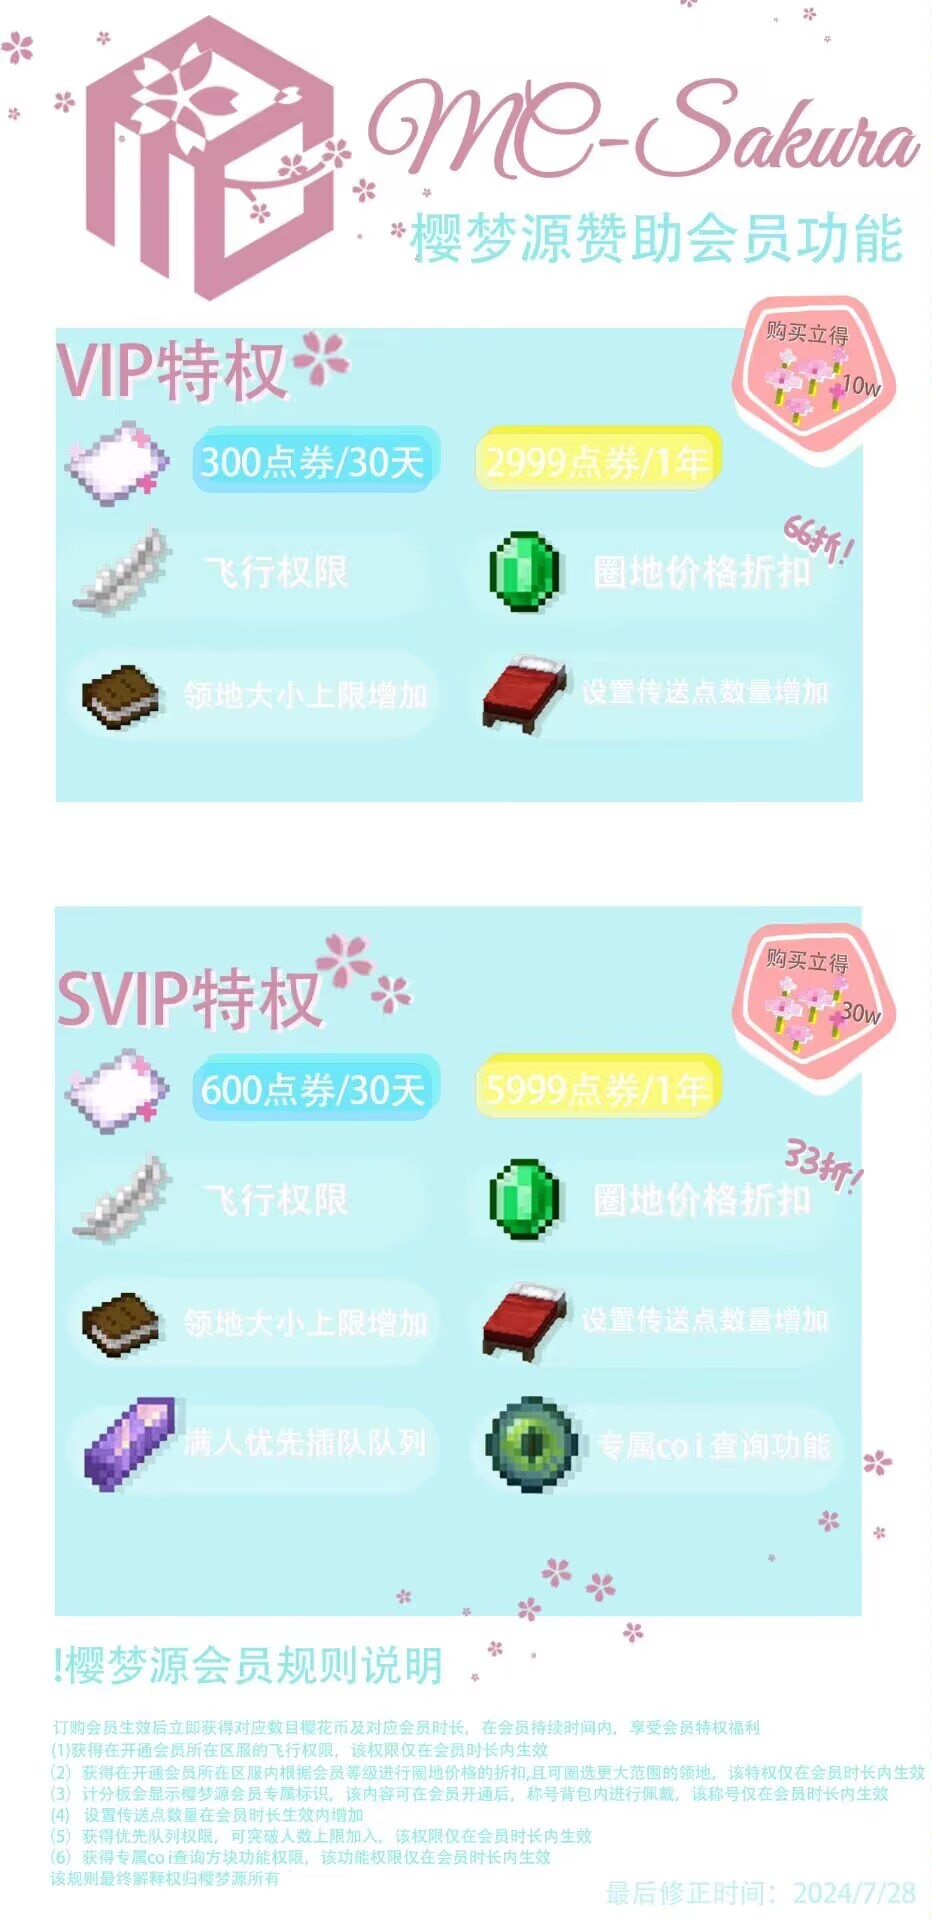 MC-Sakura
樱梦源赞助会员功能
VIP特权
购买立得
10w
300点券/30天
2999点券/1年
飞行权限
圈地价格折扣
66折!
领地大小上限增加
设置传送点数量增加
SVIP特权
购买立得
30w
600点券/30天
5999点券/1年
飞行权限
圈地价格折扣
33折!
领地大小上限增加
设置传送点数量增加
满人优先插队队列
专属coi查询功能
!樱梦源会员规则说明
订购会员生效后立即获得对应数目樱花币及对应会员时长，在会员持续时间内，享受会员特权福利
(1)获得在开通会员所在区服的飞行权限，该权限仅在会员时长内生效
(2）获得在开通会员所在区服内根据会员等级进行圈地价格的折扣,且可圈选更大范围的领地，该特权仅在会员时长内生效
(3）计分板会显示樱梦源会员专属标识，该内容可在会员开通后，称号背包内进行佩戴，该称号仅在会员时长内生效
(4）设置传送点数量在会员时长生效内增加
(5）获得优先队列权限，可突破人数上限加入，该权限仅在会员时长内生效
(6）获得专属coi查询方块功能权限，该功能权限仅在会员时长内生效
该规则最终解释权归樱梦源所有
最后修正时间：2024/7/28